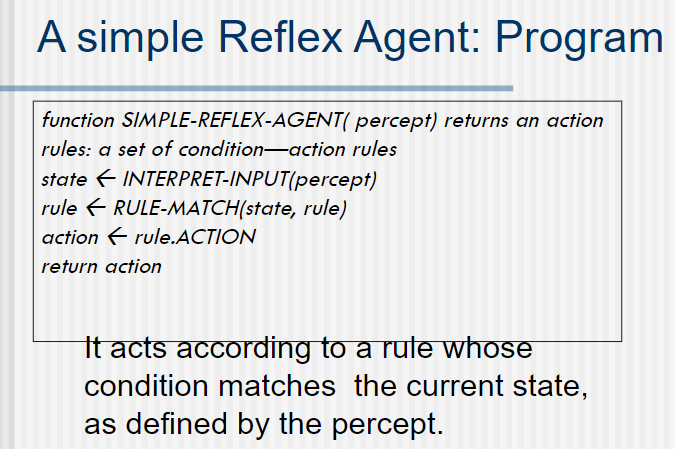 A simple Reflex Agent: Program
function SIMPLE-REFLEX-AGENT( percept) returns an action
rules: a set of condition—action rules
state ← INTERPRET-INPUT(percept)
rule ← RULE-MATCH(state, rule)
action ← rule.ACTION
return action
It acts according to a rule whose
condition matches the current state,
as defined by the percept.